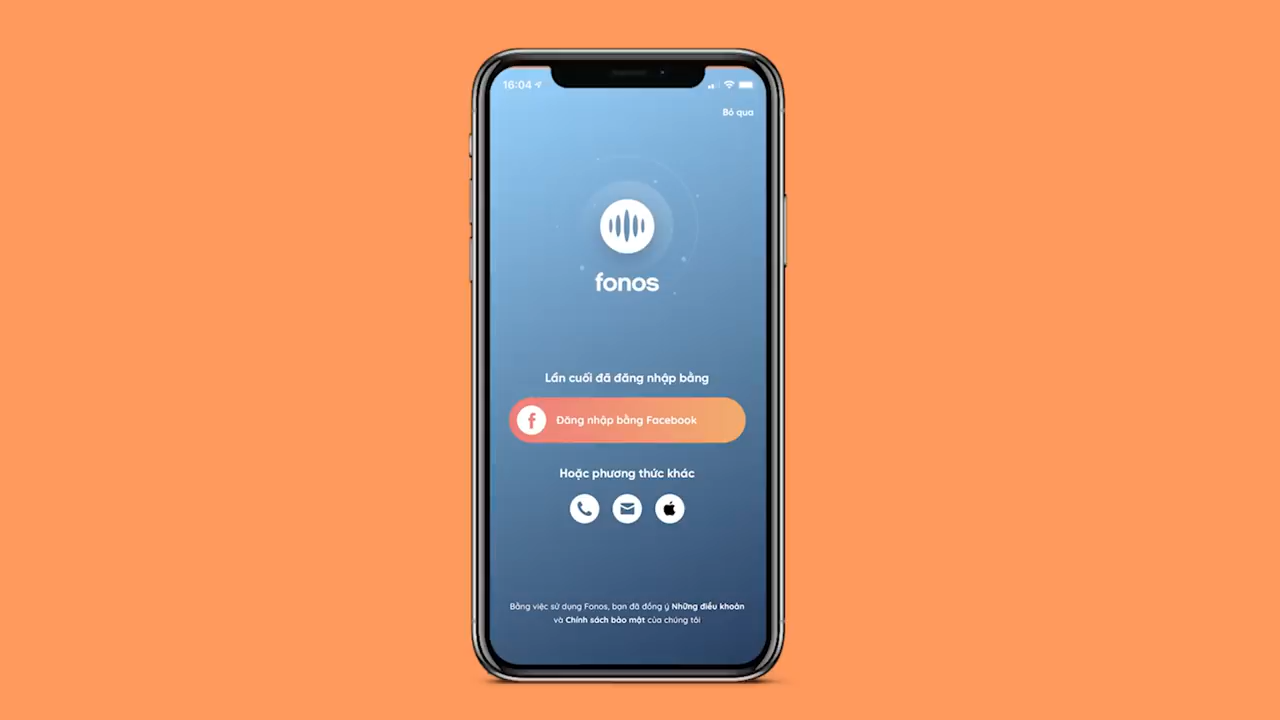 16:04
Bỏ qua
fonos
Lần cuối đã đăng nhập bằng
Đăng nhập bằng Facebook
Hoặc phương thức khác
Bằng việc sử dụng Fonos, bạn đã đồng ý Những điều khoản
và Chính sách bảo mật của chúng tôi